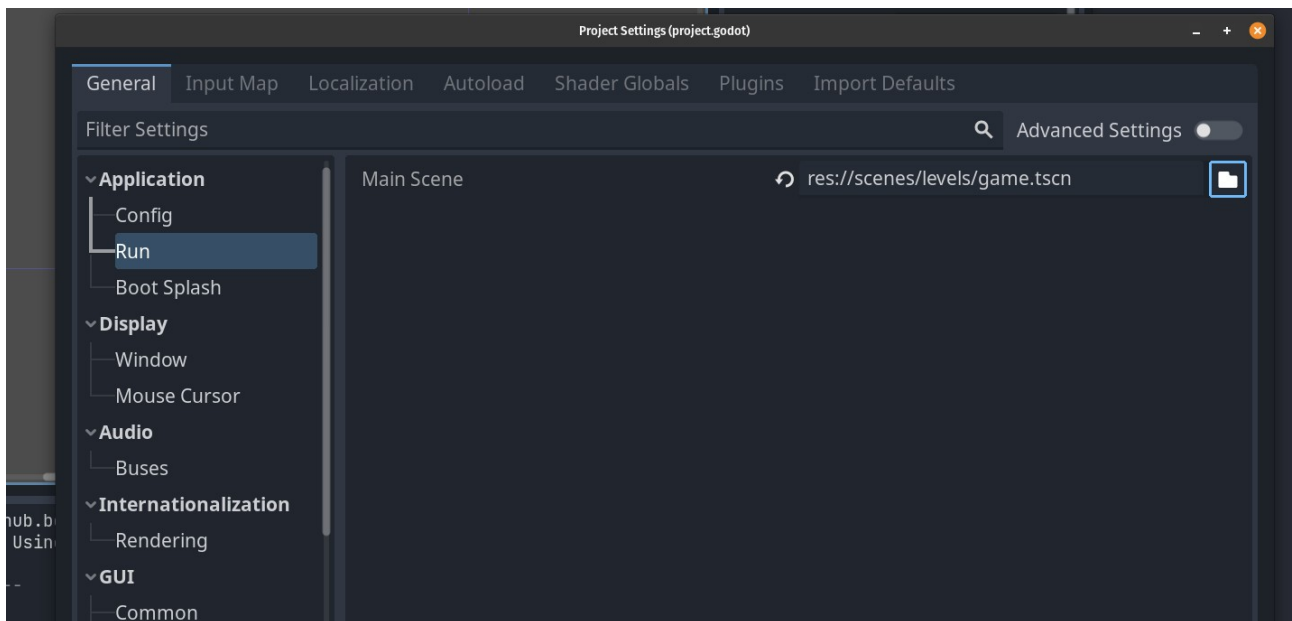 Project Settings (project.godot)
General Input Map Localization Autoload Shader Globals Plugins Import Defaults
Filter Settings Advanced Settings
Application
Main Scene res://scenes/levels/game.tscn
Config
Run
Boot Splash
Display
Window
Mouse Cursor
Audio
Buses
Internationalization
Rendering
GUI
Common